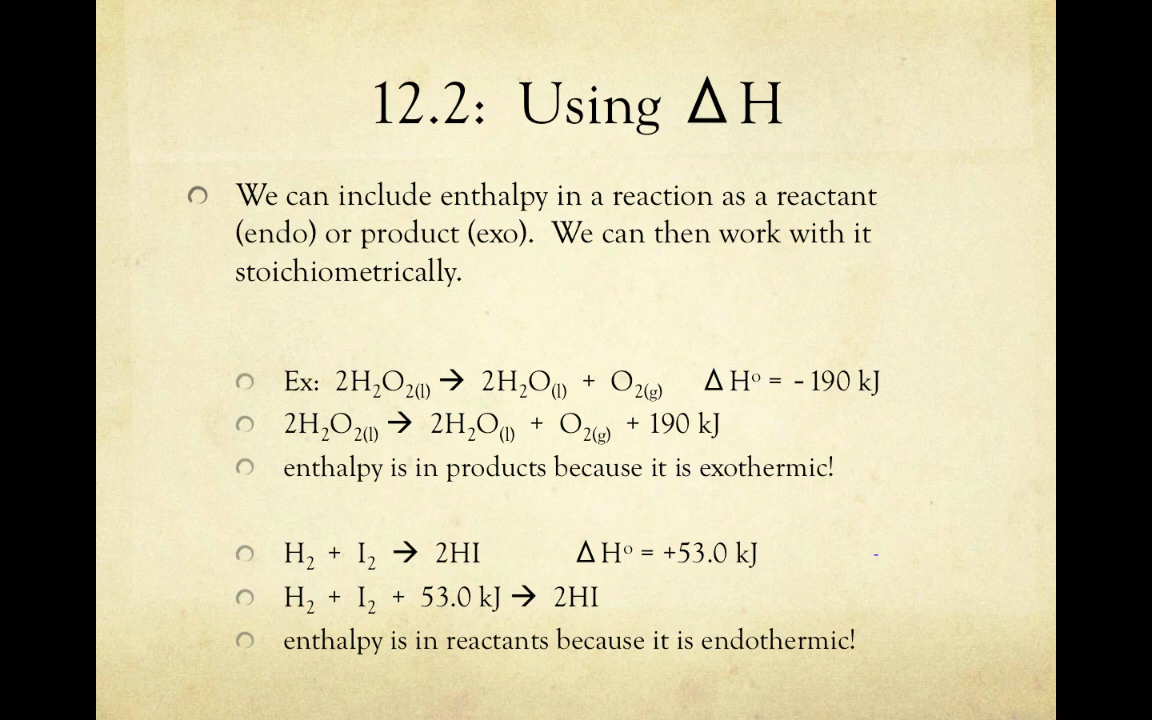 12.2: Using Δ H
We can include enthalpy in a reaction as a reactant
(endo) or product (exo). We can then work with it
stoichiometrically.
Ex: 2H₂O₂₍ₗ₎ → 2H₂O₍ₗ₎ + O₂(g) Δ Hº = - 190 kJ
2H₂O₂₍ₗ₎ → 2H₂O₍ₗ₎ + O₂(g) + 190 kJ
enthalpy is in products because it is exothermic!
H₂ + I₂ → 2HI Δ Hº = +53.0 kJ
H₂ + I₂ + 53.0 kJ → 2HI
enthalpy is in reactants because it is endothermic!